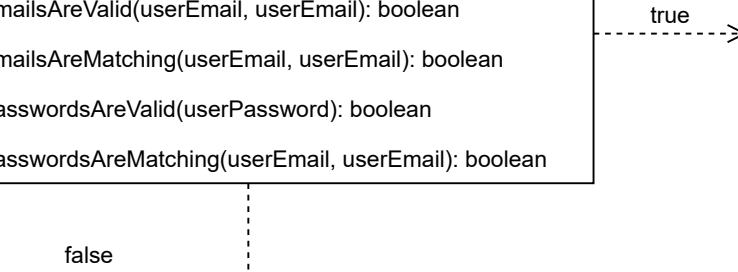 mailsAreValid(userEmail, userEmail): boolean
true
mailsAreMatching(userEmail, userEmail): boolean
asswordsAreValid(userPassword): boolean
asswordsAreMatching(userEmail, userEmail): boolean
false